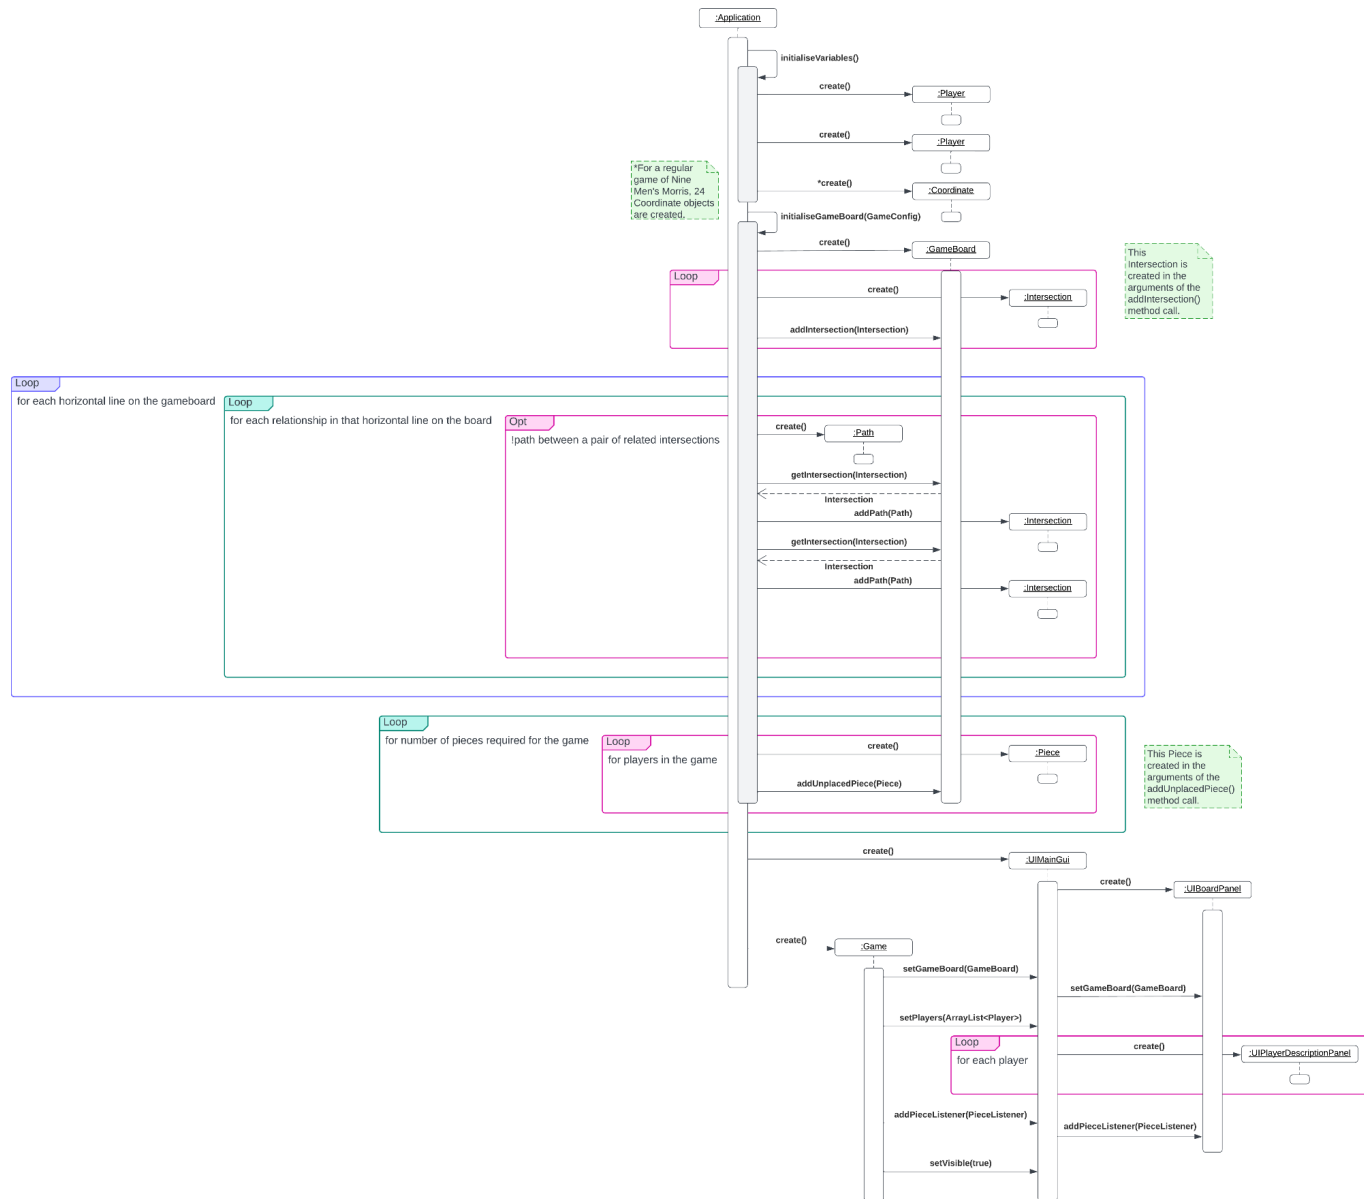 :Application
initialiseVariables()
create()
:Player
create()
:Player
*For a regular
game of Nine
Men's Morris, 24
Coordinate objects
are created.
*create()
:Coordinate
initialiseGameBoard(GameConfig)
create()
:GameBoard
This
Intersection is
created in the
arguments of the
addIntersection()
method call.
Loop
create()
:Intersection
addIntersection(Intersection)
Loop
for each horizontal line on the gameboard
Loop
for each relationship in that horizontal line on the board
Opt
!path between a pair of related intersections
create()
:Path
getIntersection(Intersection)
Intersection
addPath(Path)
:Intersection
getIntersection(Intersection)
Intersection
addPath(Path)
:Intersection
Loop
for number of pieces required for the game
Loop
for players in the game
create()
:Piece
This Piece is
created in the
arguments of the
addUnplacedPiece()
method call.
addUnplacedPiece(Piece)
create()
:UIMainGui
create()
:UIBoardPanel
create()
:Game
setGameBoard(GameBoard)
setGameBoard(GameBoard)
setPlayers(ArrayList<Player>)
Loop
for each player
create()
:UIPlayerDescriptionPanel
addPieceListener(PieceListener)
addPieceListener(PieceListener)
setVisible(true)